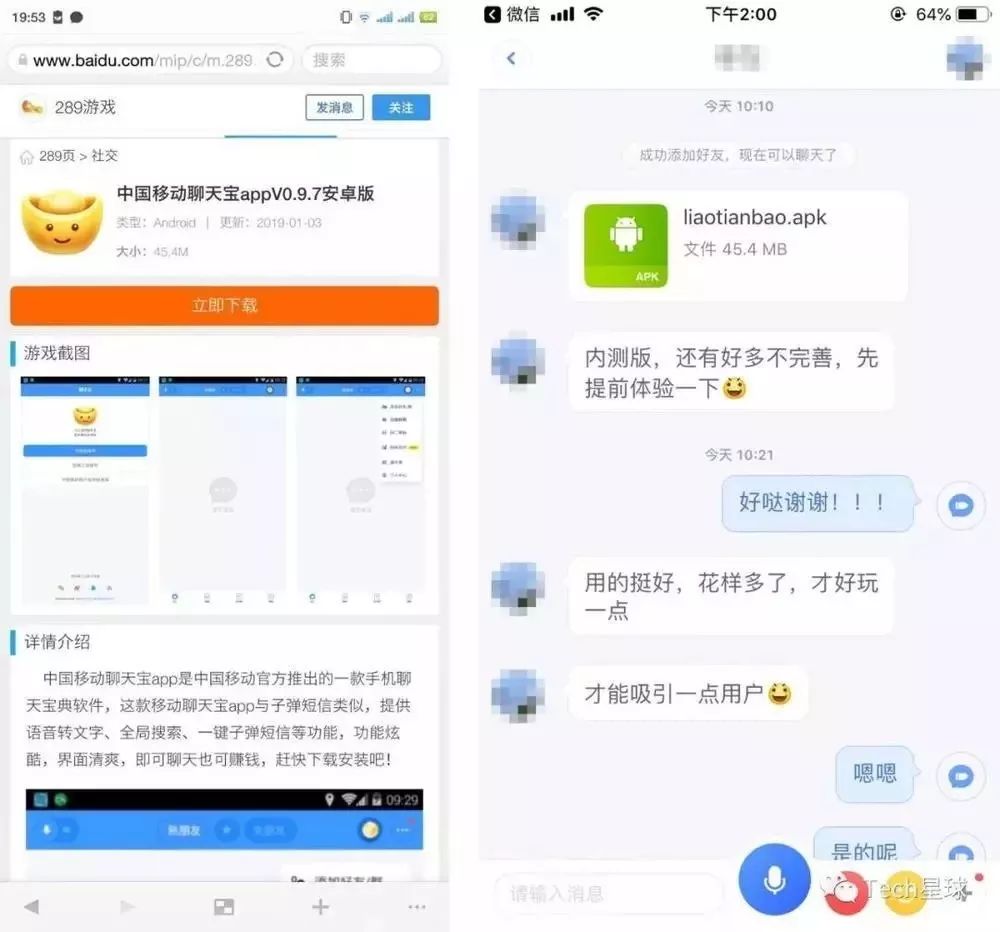 19:53
62
www.baidu.com/mip/c/m.289
搜索
289游戏
发消息
关注
289页 > 社交
中国移动聊天宝appV0.9.7安卓版
类型：Android | 更新：2019-01-03
大小：45.4M
立即下载
游戏截图
详情介绍
中国移动聊天宝app是中国移动官方推出的一款手机聊
天宝典软件，这款移动聊天宝app与子弹短信类似，提供
语音转文字、全局搜索、一键子弹短信等功能，功能炫
酷，界面清爽，即可聊天也可赚钱，赶快下载安装吧！
09:29
熟朋友
添加好友/群
微信
下午2:00
64%
今天 10:10
成功添加好友，现在可以聊天了
liaotianbao.apk
文件 45.4 MB
APK
内测版，还有好多不完善，先
提前体验一下😃
今天 10:21
好哒谢谢！！！
用的挺好，花样多了，才好玩
一点
才能吸引一点用户😃
嗯嗯
是的呢
请输入消息
Tech星球